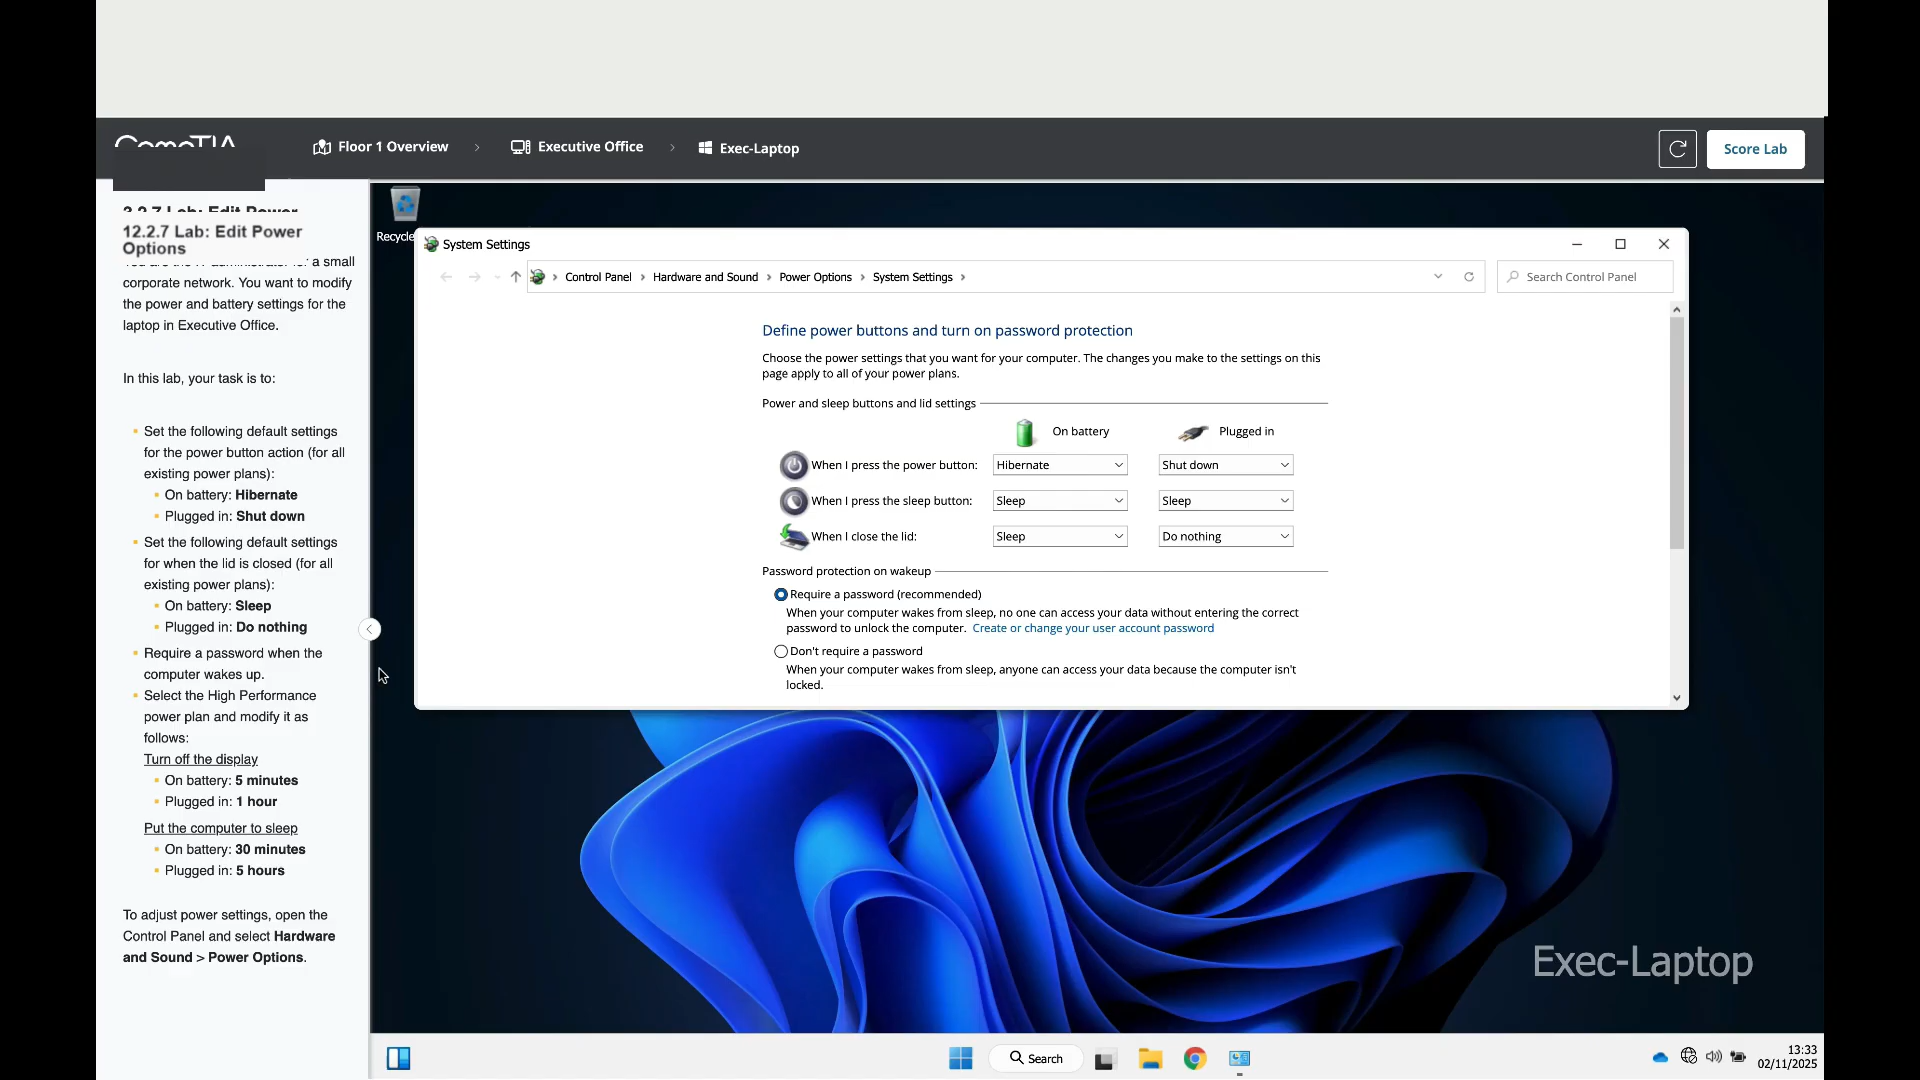 CompTIA
Floor 1 Overview
Executive Office
Exec-Laptop
Score Lab
12.2.7 Lab: Edit Power
Options
a small
corporate network. You want to modify
the power and battery settings for the
laptop in Executive Office.
In this lab, your task is to:
Set the following default settings
for the power button action (for all
existing power plans):
On battery: Hibernate
Plugged in: Shut down
Set the following default settings
for when the lid is closed (for all
existing power plans):
On battery: Sleep
Plugged in: Do nothing
Require a password when the
computer wakes up.
Select the High Performance
power plan and modify it as
follows:
Turn off the display
On battery: 5 minutes
Plugged in: 1 hour
Put the computer to sleep
On battery: 30 minutes
Plugged in: 5 hours
To adjust power settings, open the
Control Panel and select Hardware
and Sound > Power Options.
Recycle
System Settings
Control Panel > Hardware and Sound > Power Options > System Settings >
Search Control Panel
Define power buttons and turn on password protection
Choose the power settings that you want for your computer. The changes you make to the settings on this
page apply to all of your power plans.
Power and sleep buttons and lid settings
On battery
Plugged in
When I press the power button: Hibernate Shut down
When I press the sleep button: Sleep Sleep
When I close the lid: Sleep Do nothing
Password protection on wakeup
Require a password (recommended)
When your computer wakes from sleep, no one can access your data without entering the correct
password to unlock the computer. Create or change your user account password
Don't require a password
When your computer wakes from sleep, anyone can access your data because the computer isn't
locked.
Exec-Laptop
Search
13:33
02/11/2025